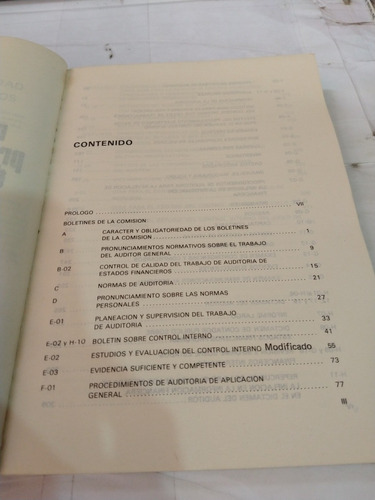 CONTENIDO
PROLOGO VII
BOLETINES DE LA COMISION:
A CARACTER Y OBLIGATORIEDAD DE LOS BOLETINES
DE LA COMISION 1
B PRONUNCIAMIENTOS NORMATIVOS SOBRE EL TRABAJO
DEL AUDITOR GENERAL 9
B-02 CONTROL DE CALIDAD DEL TRABAJO DE AUDITORIA DE
ESTADOS FINANCIEROS 15
C NORMAS DE AUDITORIA 21
D PRONUNCIAMIENTO SOBRE LAS NORMAS
PERSONALES 27
E-01 PLANEACION Y SUPERVISION DEL TRABAJO
DE AUDITORIA 33
E-02 y H-10 BOLETIN SOBRE CONTROL INTERNO 41
E-02 ESTUDIOS Y EVALUACION DEL CONTROL INTERNO Modificado 55
E-03 EVIDENCIA SUFICIENTE Y COMPETENTE 73
F-01 PROCEDIMIENTOS DE AUDITORIA DE APLICACION
GENERAL 77
III